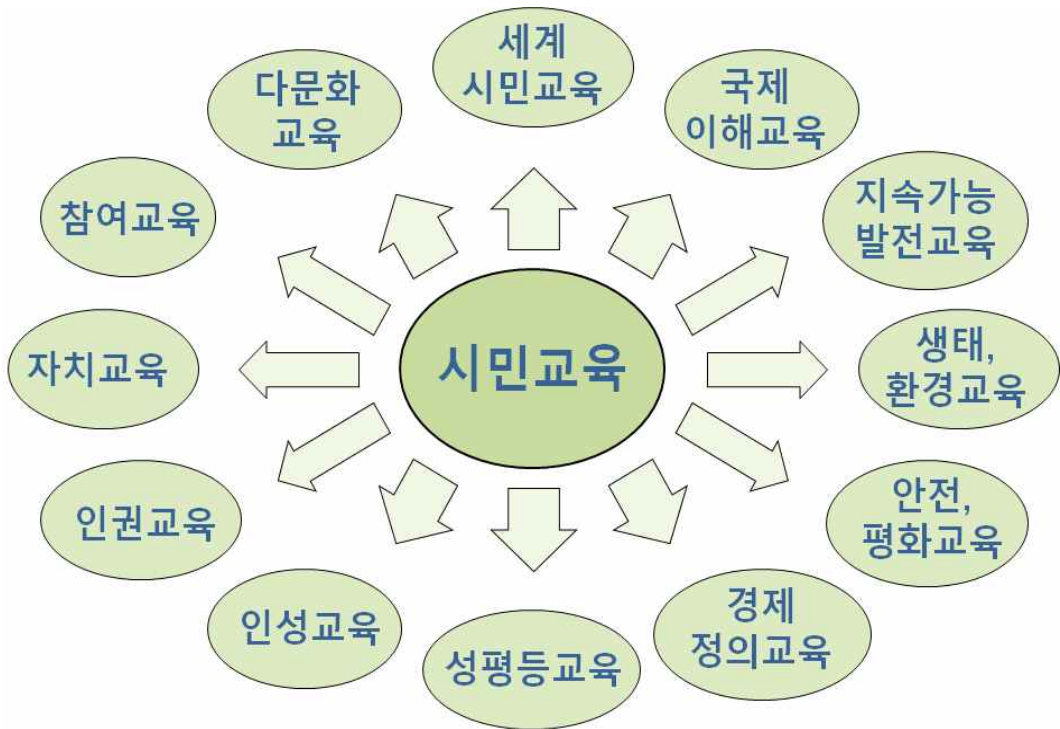 세계
시민교육
국제
이해교육
지속가능
발전교육
생태,
환경교육
안전,
평화교육
경제
정의교육
성평등교육
인성교육
인권교육
자치교육
참여교육
다문화
교육
시민교육